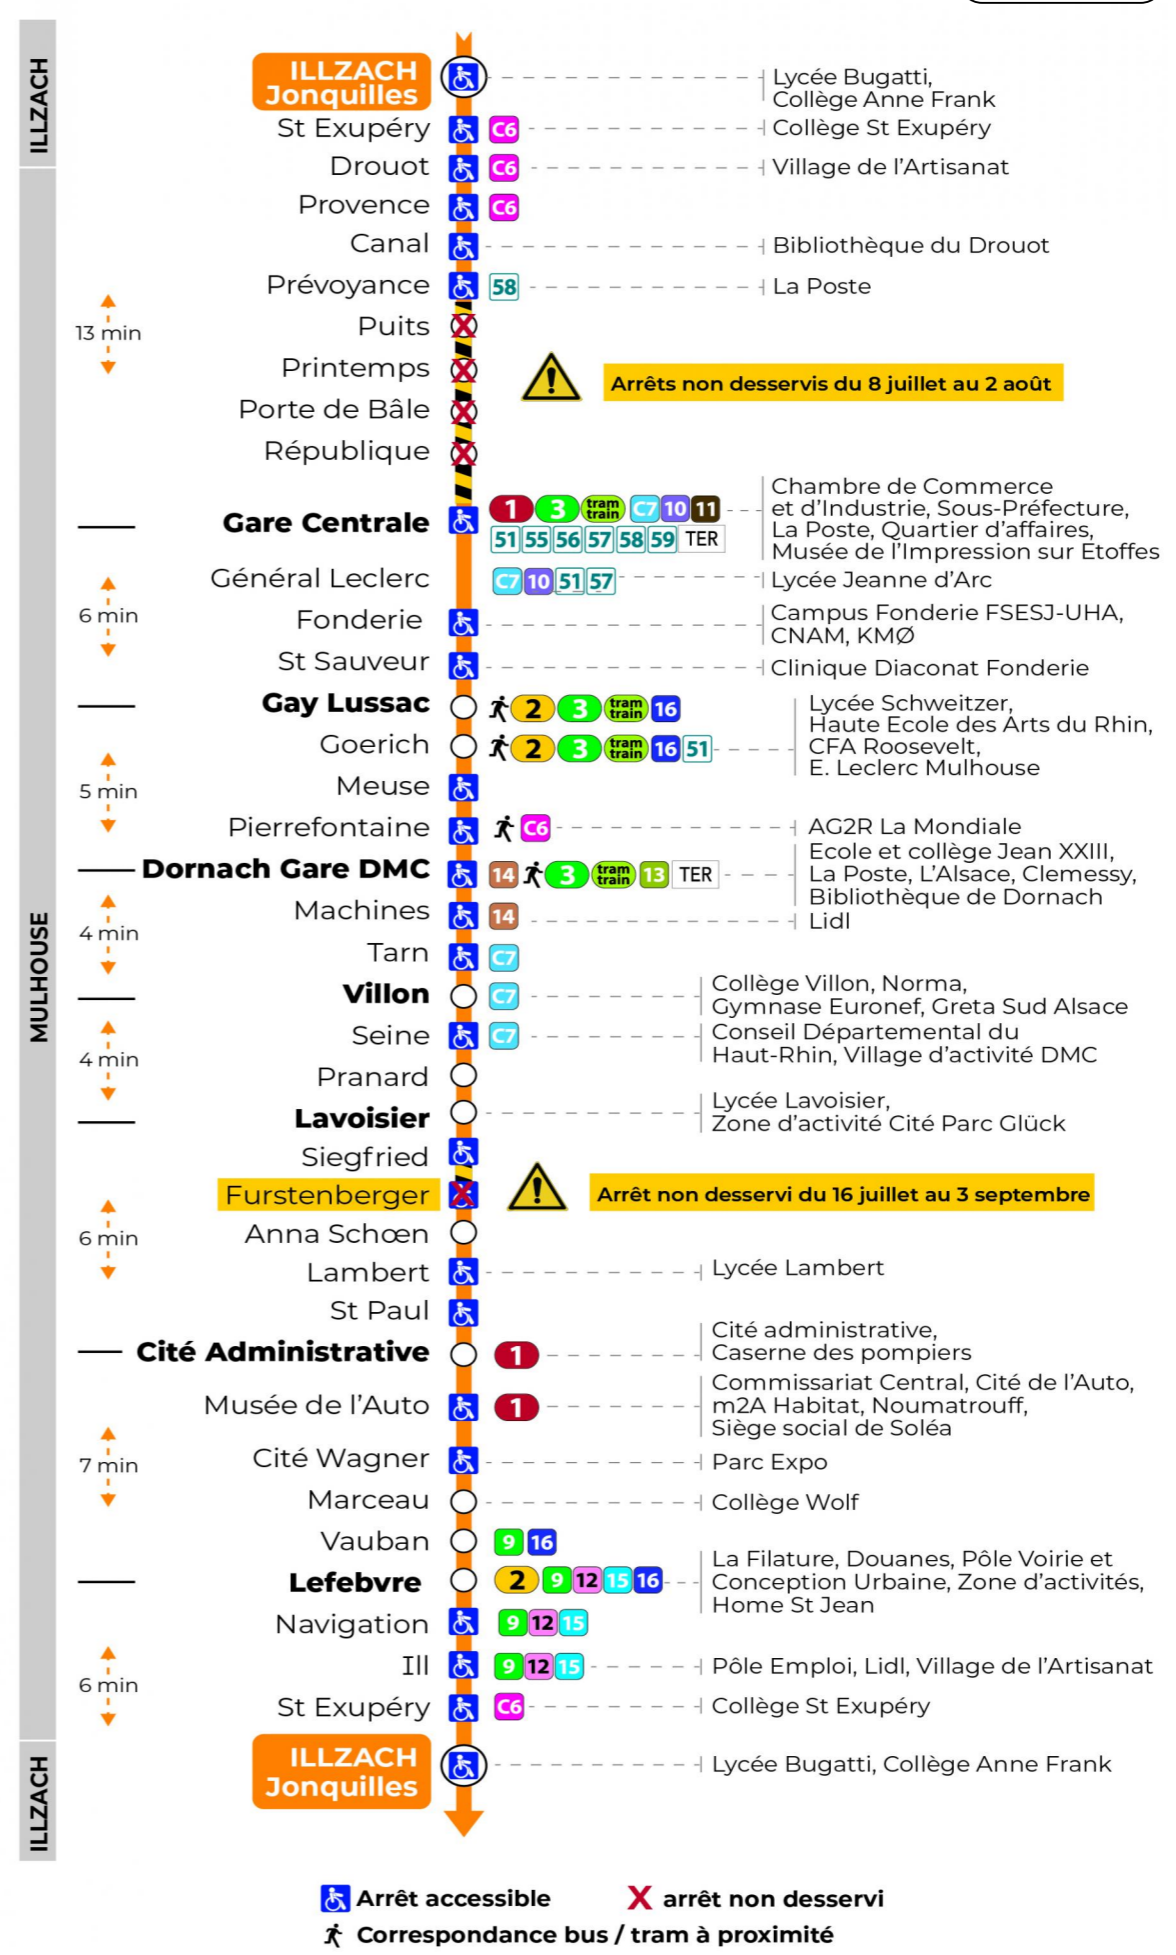 ILLZACH
ILLZACH
Jonquilles
Lycée Bugatti,
Collège Anne Frank
St Exupéry C6 Collège St Exupéry
Drouot C6 Village de l'Artisanat
MULHOUSE
Provence C6
Canal Bibliothèque du Drouot
Prévoyance 58 La Poste
13 min
Puits
Printemps
Arrêts non desservis du 8 juillet au 2 août
Porte de Bâle
République
Gare Centrale 1 3 tram train C7 10 11
51 55 56 57 58 59 TER
Chambre de Commerce
et d'Industrie, Sous-Préfecture,
La Poste, Quartier d'affaires,
Musée de l'Impression sur Etoffes
Général Leclerc C7 10 51 57 Lycée Jeanne d'Arc
6 min
Fonderie Campus Fonderie FSESJ-UHA,
CNAM, KMØ
St Sauveur Clinique Diaconat Fonderie
Gay Lussac 2 3 tram train 16
Goerich 2 3 tram train 16 51
Lycée Schweitzer,
Haute Ecole des Arts du Rhin,
CFA Roosevelt,
E. Leclerc Mulhouse
5 min
Meuse
Pierrefontaine C6 AG2R La Mondiale
Dornach Gare DMC 14 3 tram train 13 TER
Ecole et collège Jean XXIII,
La Poste, L'Alsace, Clemessy,
Bibliothèque de Dornach
4 min
Machines 14 Lidl
Tarn C7
Villon C7 Collège Villon, Norma,
Gymnase Euronef, Greta Sud Alsace
Seine C7 Conseil Départemental du
Haut-Rhin, Village d'activité DMC
4 min
Pranard
Lavoisier Lycée Lavoisier,
Zone d'activité Cité Parc Glück
Siegfried
Furstenberger Arrêt non desservi du 16 juillet au 3 septembre
6 min
Anna Schœn
Lambert Lycée Lambert
St Paul
Cité Administrative 1 Cité administrative,
Caserne des pompiers
Musée de l'Auto 1 Commissariat Central, Cité de l'Auto,
m2A Habitat, Noumatrouff,
Siège social de Soléa
7 min
Cité Wagner Parc Expo
Marceau Collège Wolf
Vauban 9 16
Lefebvre 2 9 12 15 16
La Filature, Douanes, Pôle Voirie et
Conception Urbaine, Zone d'activités,
Home St Jean
Navigation 9 12 15
6 min
Ill 9 12 15 Pôle Emploi, Lidl, Village de l'Artisanat
St Exupéry C6 Collège St Exupéry
ILLZACH
ILLZACH
Jonquilles
Lycée Bugatti, Collège Anne Frank
Arrêt accessible X arrêt non desservi
Correspondance bus / tram à proximité